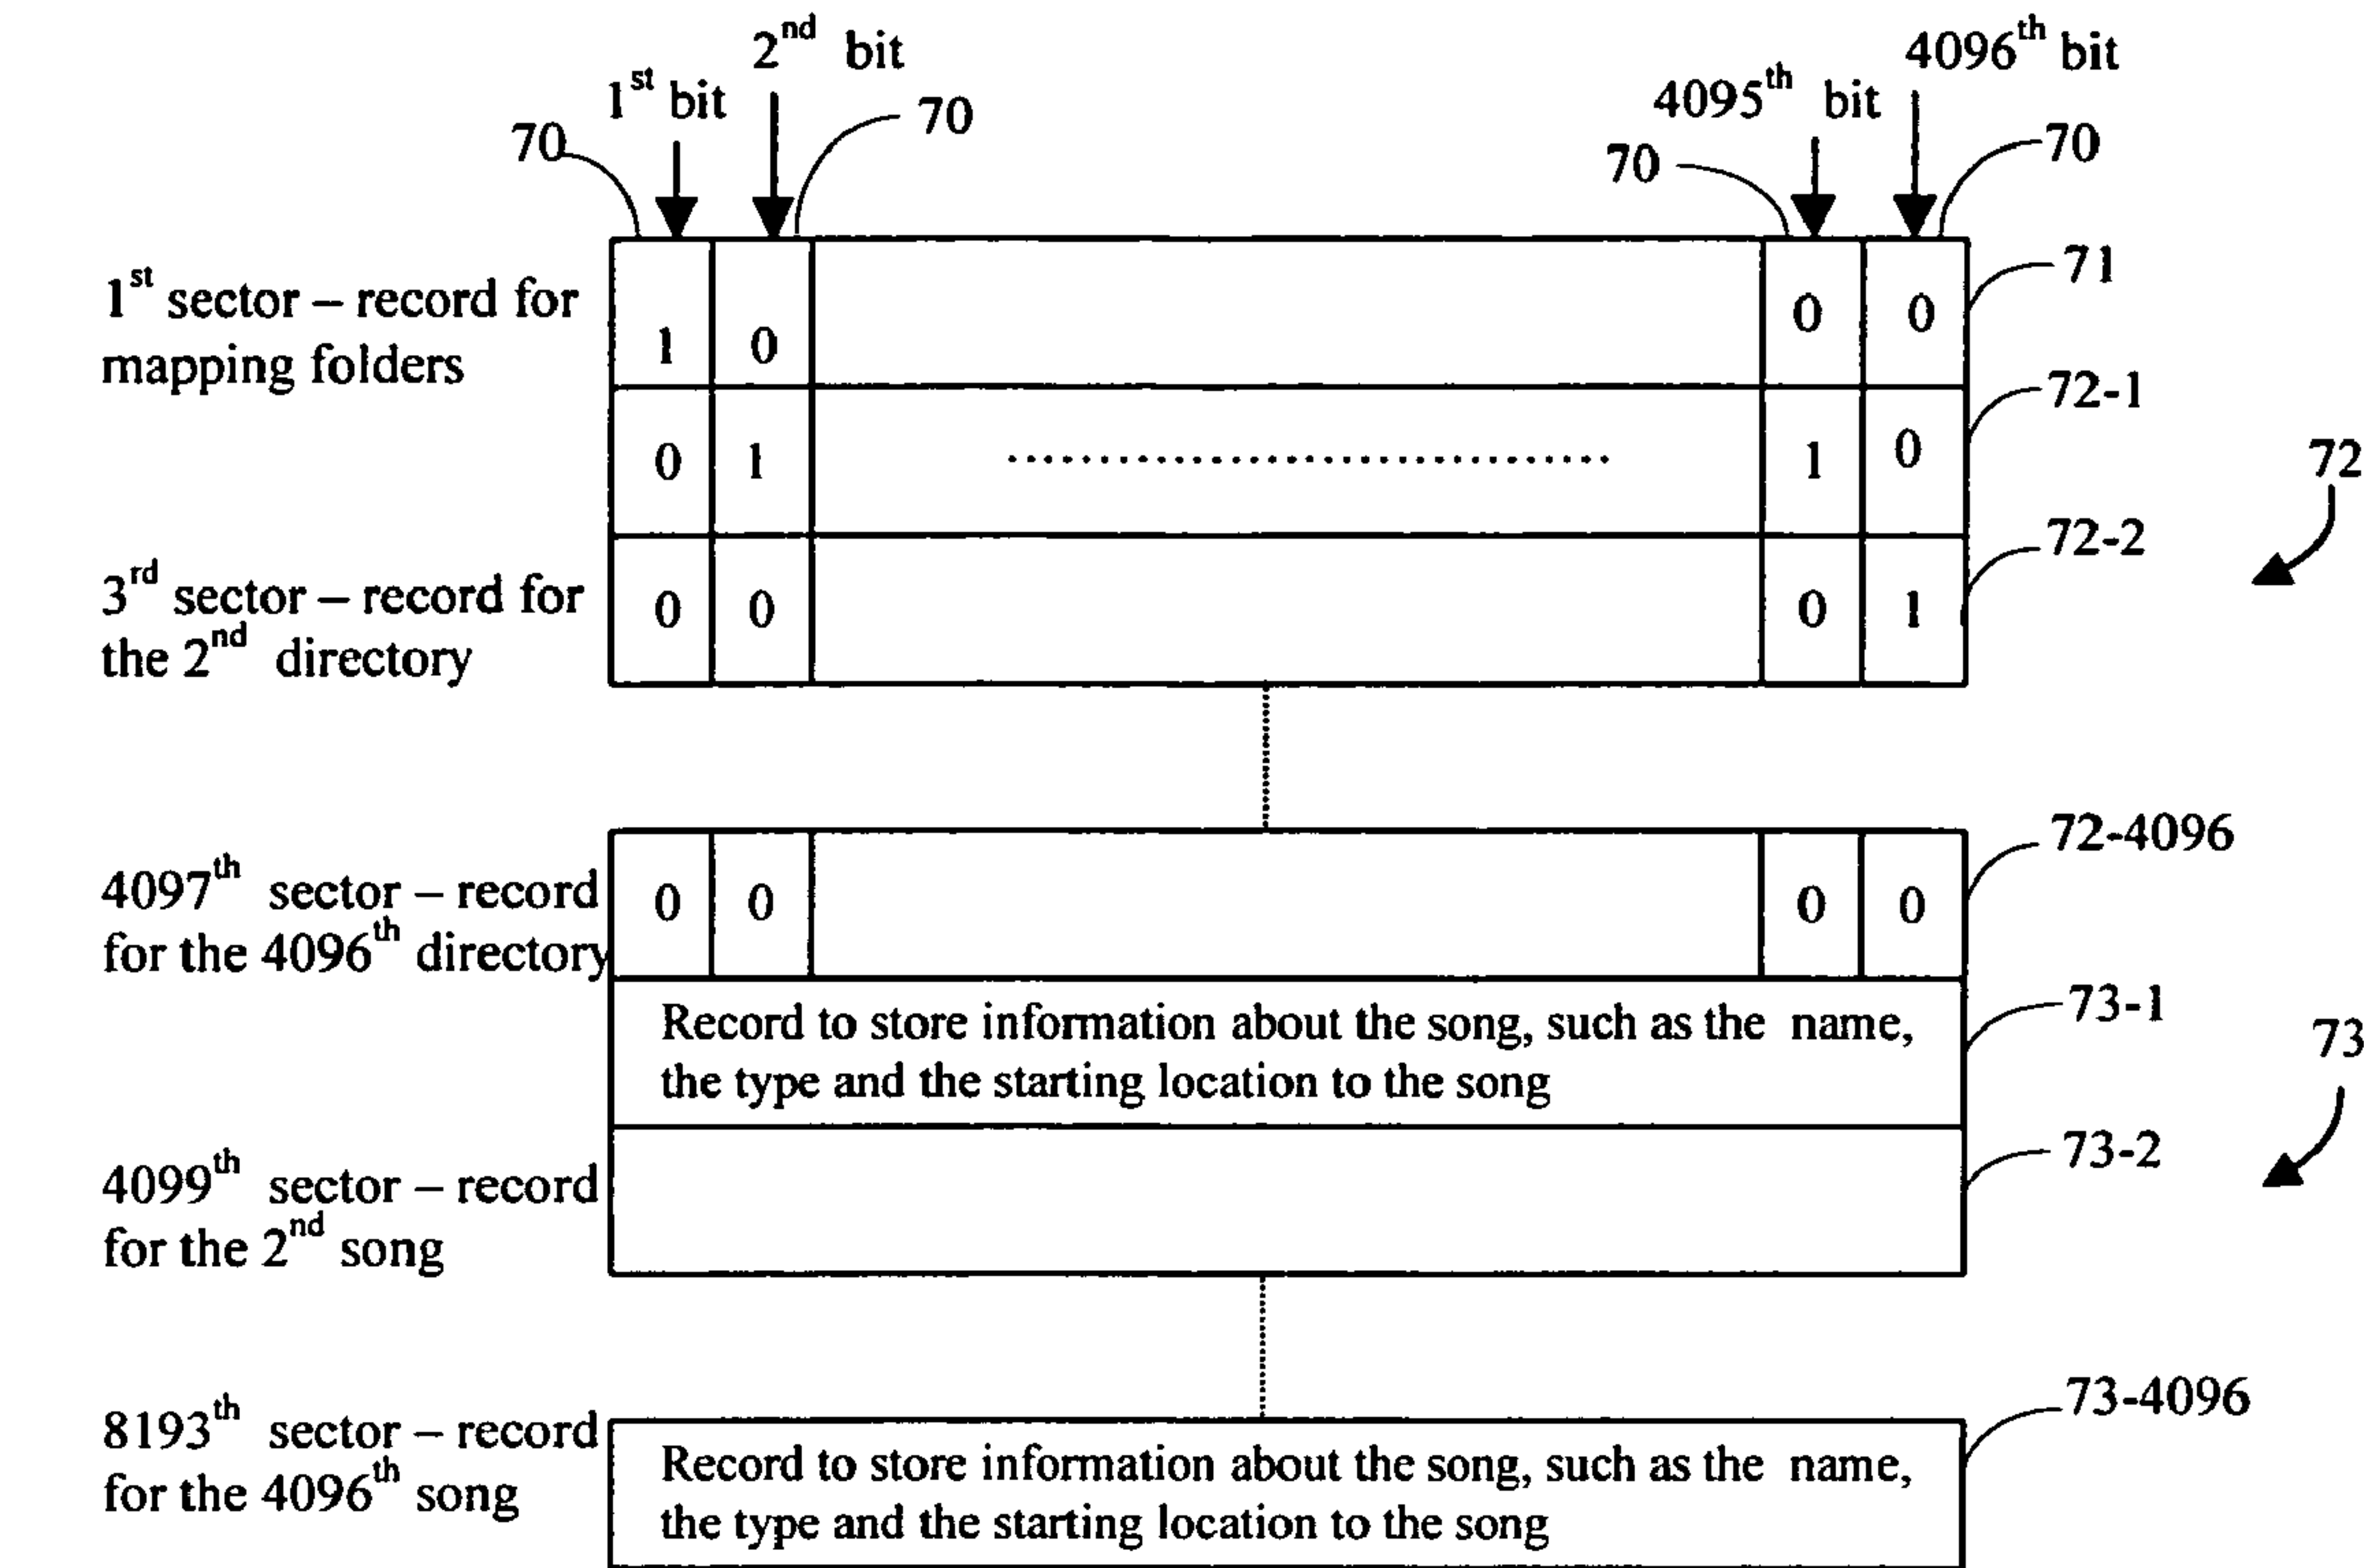 2nd bit
4096th bit
1st bit
4095th bit
70
70
70
70
1st sector – record for
mapping folders
1 0 0 0
71
0 1 ................................. 1 0
72-1
72
3rd sector – record for
the 2nd directory
0 0 0 1
72-2
4097th sector – record
for the 4096th directory
0 0 0 0
72-4096
Record to store information about the song, such as the name,
the type and the starting location to the song
73-1
73
4099th sector – record
for the 2nd song
73-2
8193th sector – record
for the 4096th song
Record to store information about the song, such as the name,
the type and the starting location to the song
73-4096